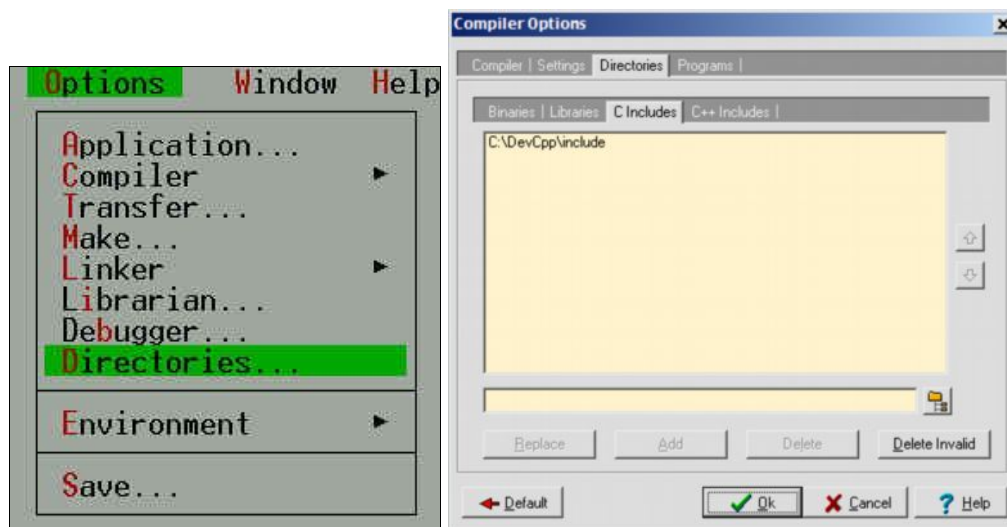 Options Window Help
Application...
Compiler
Transfer...
Make...
Linker
Librarian...
Debugger...
Directories...
Environment
Save...
Compiler Options
Compiler | Settings Directories Programs |
Binaries | Libraries C Includes C++ Includes |
C:\DevCpp\include
Replace Add Delete Delete Invalid
Default Ok Cancel Help